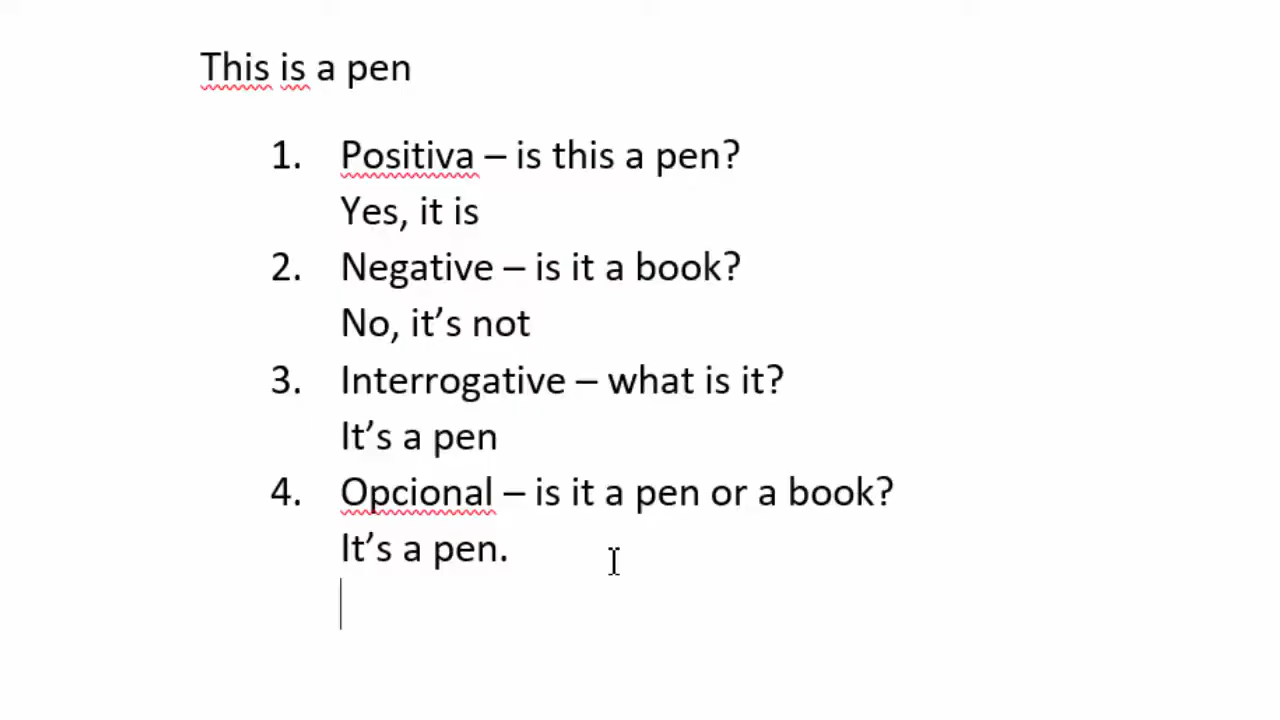 This is a pen
1. Positiva – is this a pen?
Yes, it is
2. Negative – is it a book?
No, it’s not
3. Interrogative – what is it?
It’s a pen
4. Opcional – is it a pen or a book?
It’s a pen.